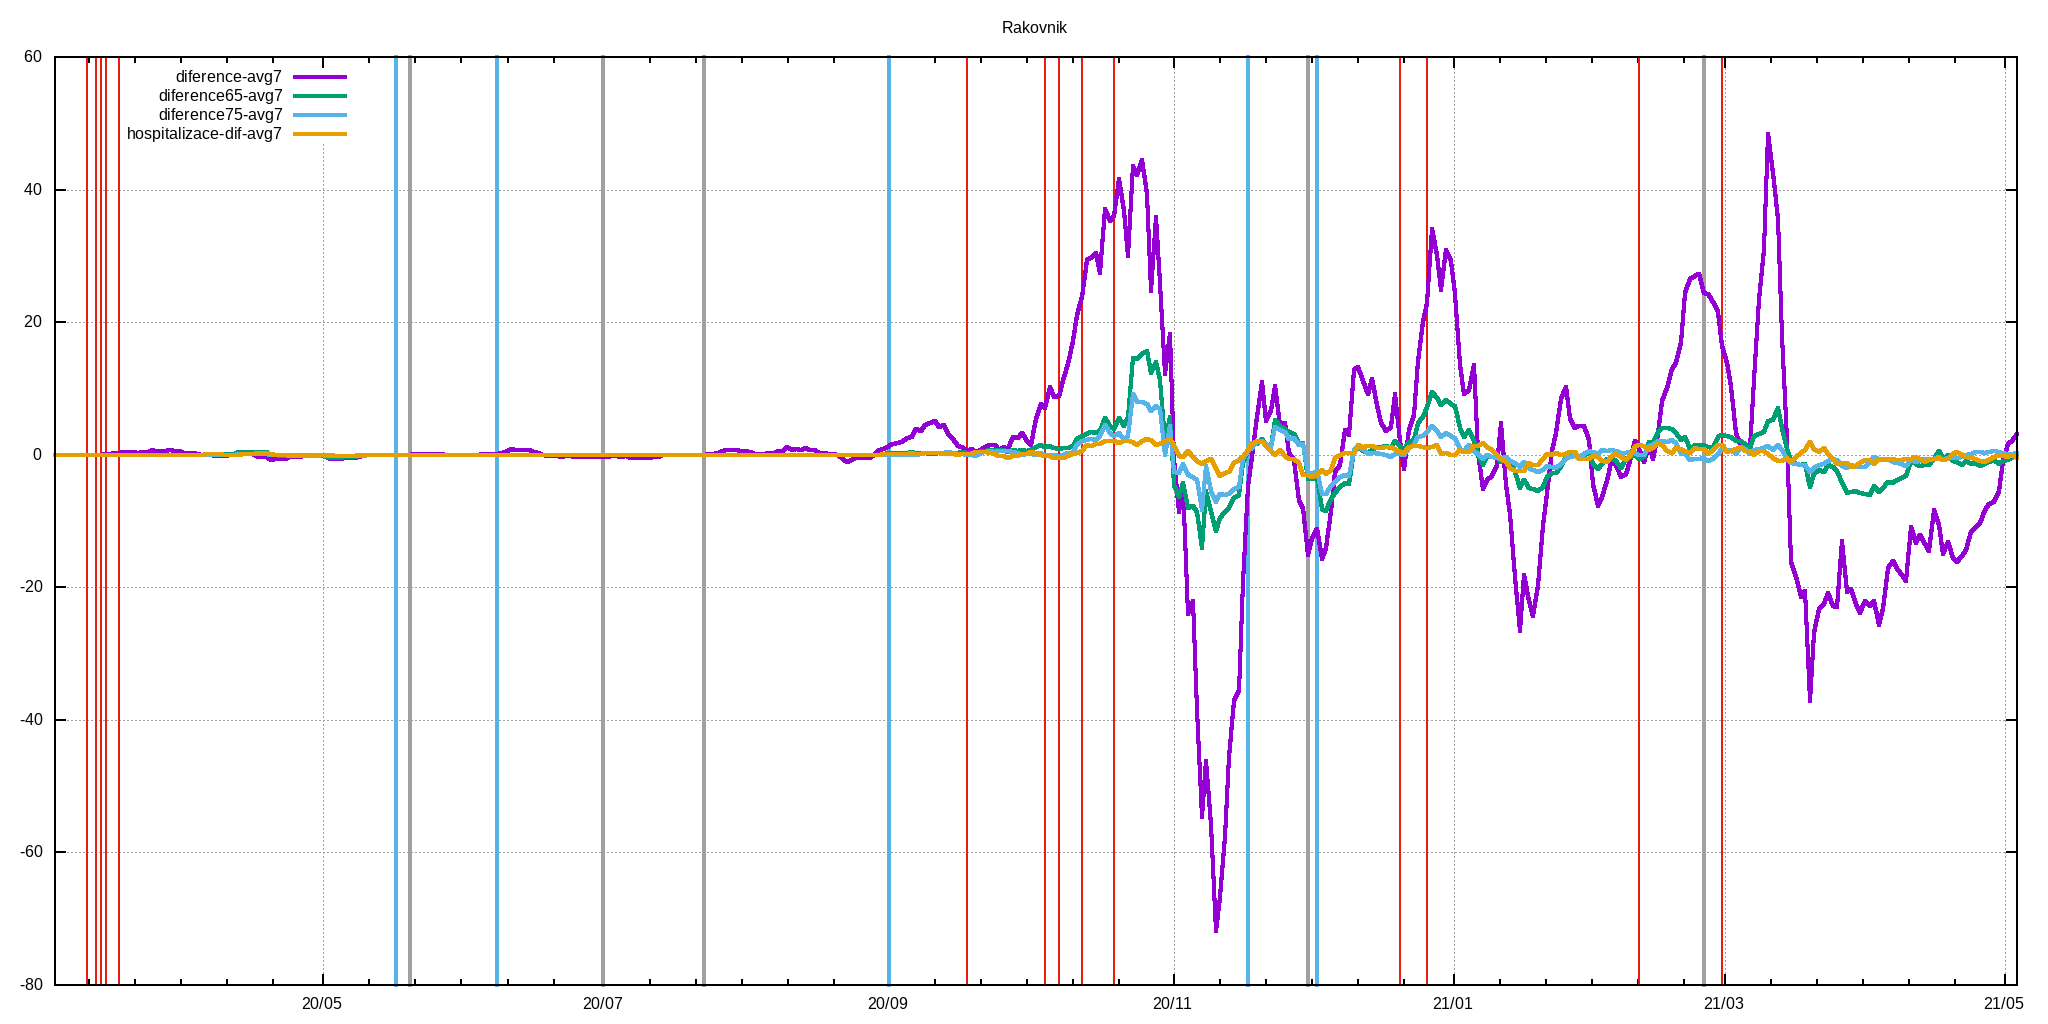 Rakovnik
60
diference-avg7
diference65-avg7
diference75-avg7
hospitalizace-dif-avg7
40
20
0
-20
-40
-60
-80
20/05 20/07 20/09 20/11 21/01 21/03 21/05